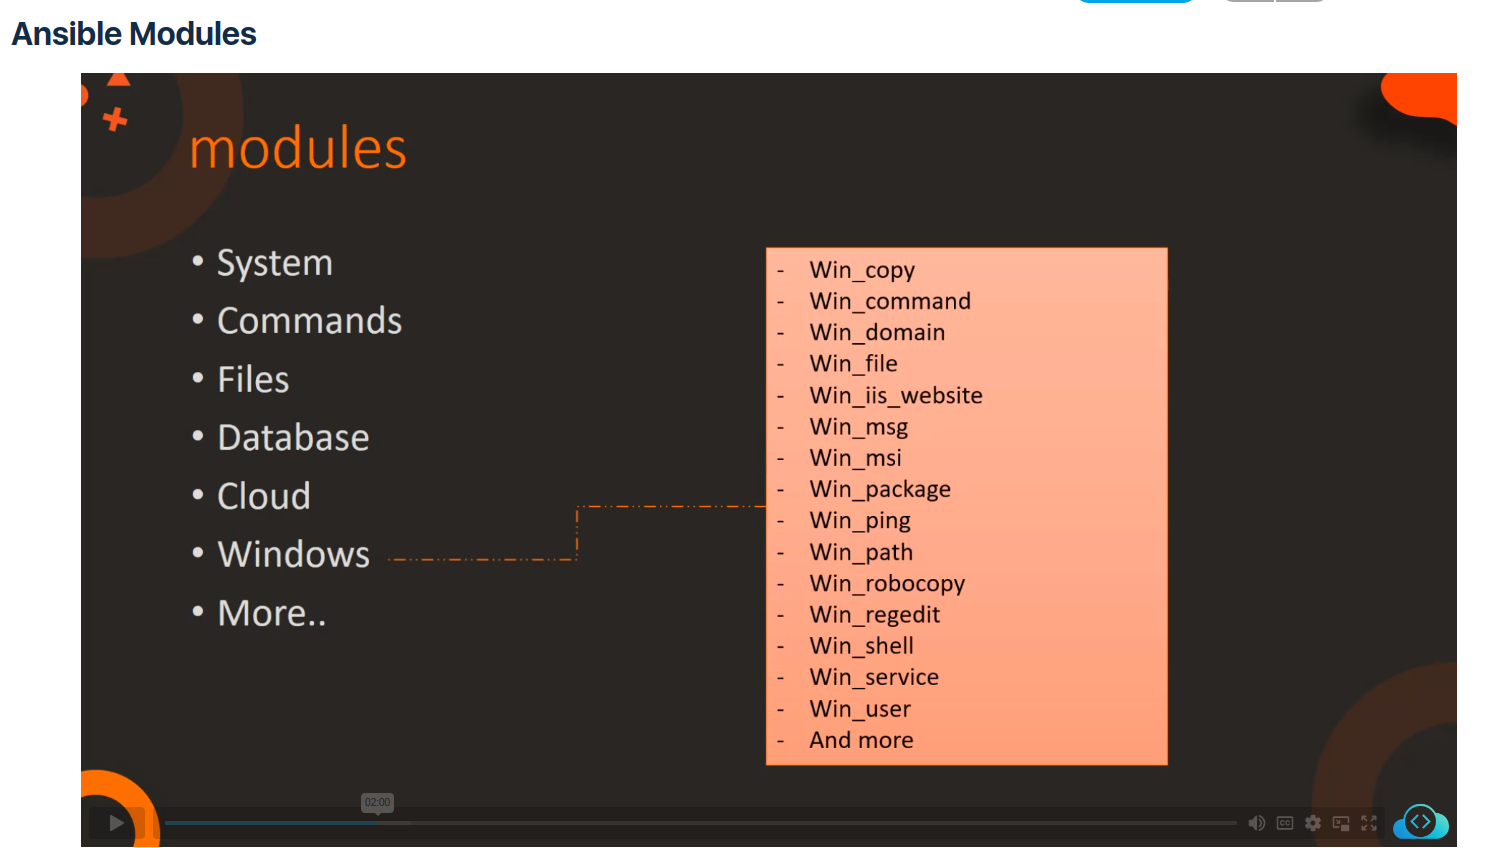 Ansible Modules
modules
• System
• Commands
• Files
• Database
• Cloud
• Windows
• More..
- Win_copy
- Win_command
- Win_domain
- Win_file
- Win_iis_website
- Win_msg
- Win_msi
- Win_package
- Win_ping
- Win_path
- Win_robocopy
- Win_regedit
- Win_shell
- Win_service
- Win_user
- And more
02:00
CC